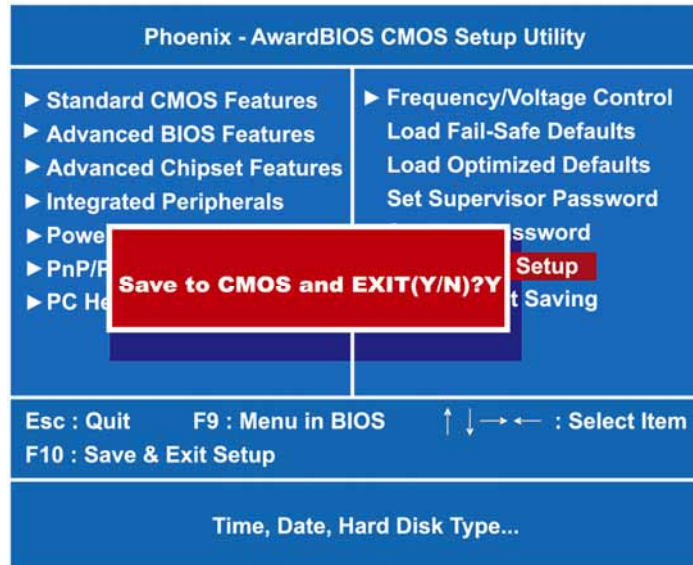 Phoenix - AwardBIOS CMOS Setup Utility
► Standard CMOS Features
► Advanced BIOS Features
► Advanced Chipset Features
► Integrated Peripherals
► Powe
► PnP/P
► PC He
► Frequency/Voltage Control
Load Fail-Safe Defaults
Load Optimized Defaults
Set Supervisor Password
ssword
Setup
t Saving
Save to CMOS and EXIT(Y/N)?Y
Esc : Quit F9 : Menu in BIOS ↑ ↓ → ← : Select Item
F10 : Save & Exit Setup
Time, Date, Hard Disk Type...